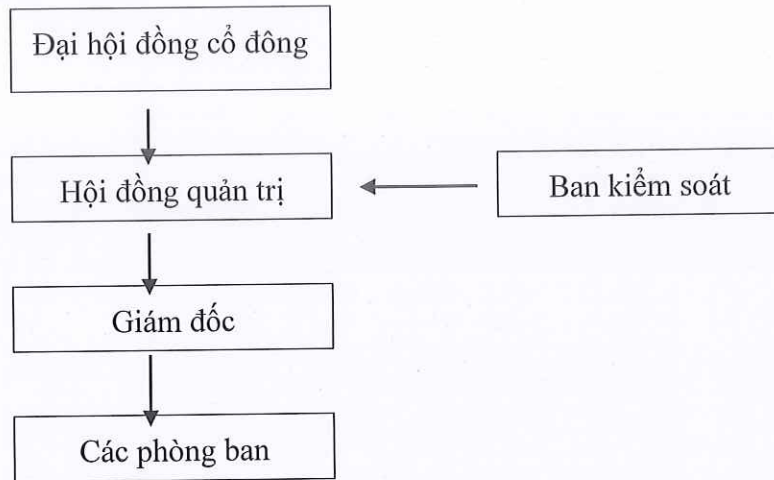 Đại hội đồng cổ đông
Hội đồng quản trị
Ban kiểm soát
Giám đốc
Các phòng ban